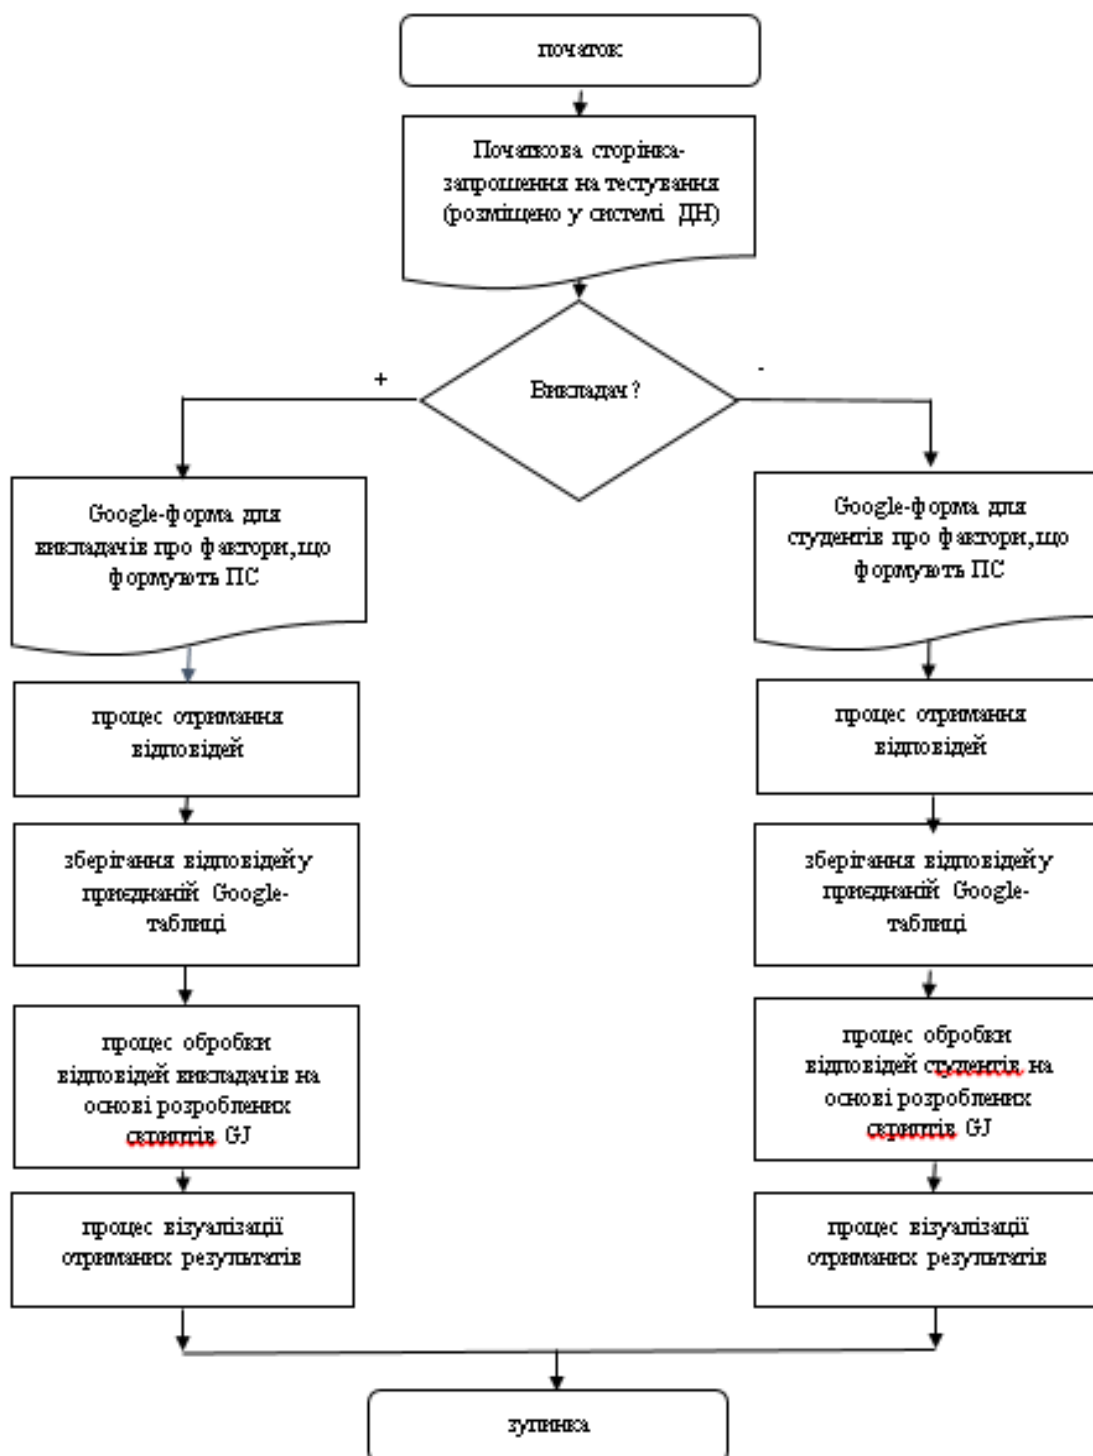 початок
Початкова сторінка-
запрошення на тестування
(розміщено у системі ДН)
+
-
Викладач?
Google-форма для
викладачів про фактори,що
формують ПС
Google-форма для
студентів про фактори,що
формують ПС
процес отримання
відповідей
процес отримання
відповідей
зберігання відповідей у
приєднаній Google-
таблиці
зберігання відповідей у
приєднаній Google-
таблиці
процес обробки
відповідей викладачів на
основі розроблених
скриптів GJ
процес обробки
відповідей студентів на
основі розроблених
скриптів GJ
процес візуалізації
отриманих результатів
процес візуалізації
отриманих результатів
зупинка